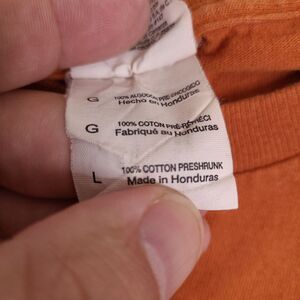 G
100% ALGODON PRE-ENCOGIDO
Hecho en Honduras
G
100% COTTON PRÉ-RÉTRÉCI
Fabriqué au Honduras
L
100% COTTON PRESHRUNK
Made in Honduras